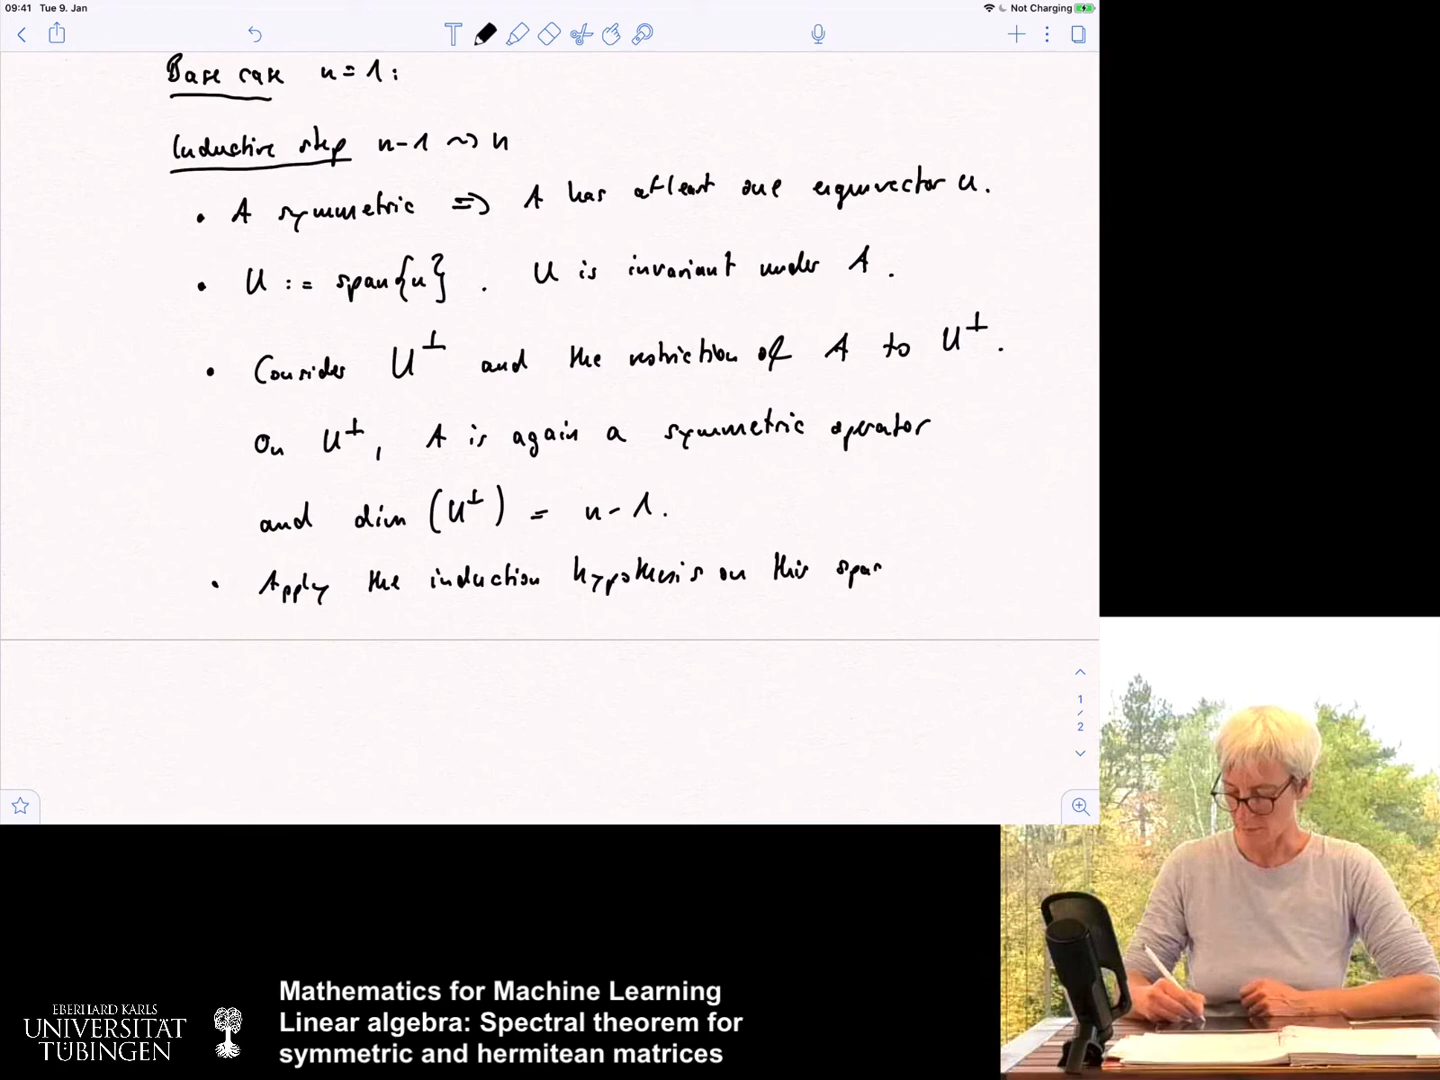 09:41 Tue 9. Jan
Not Charging
Base case n=1:
Inductive step n-1 ⤳ n
• A symmetric ⇒ A has at least one eigenvector u.
• U := span{u}. U is invariant under A.
• Consider U⊥ and the restriction of A to U⊥.
On U⊥, A is again a symmetric operator
and dim (U⊥) = n-1.
• Apply the induction hypothesis on this spac
1
2
EBERHARD KARLS
UNIVERSITÄT
TÜBINGEN
Mathematics for Machine Learning
Linear algebra: Spectral theorem for
symmetric and hermitean matrices